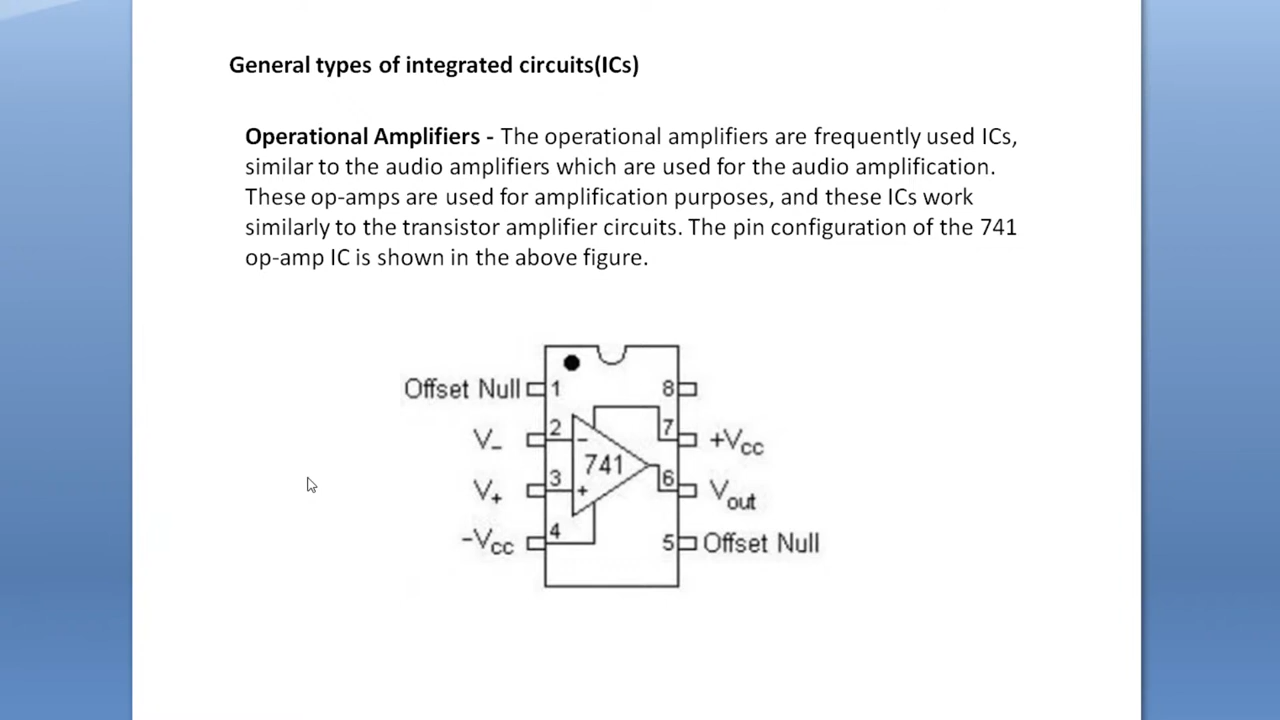 General types of integrated circuits(ICs)
Operational Amplifiers - The operational amplifiers are frequently used ICs,
similar to the audio amplifiers which are used for the audio amplification.
These op-amps are used for amplification purposes, and these ICs work
similarly to the transistor amplifier circuits. The pin configuration of the 741
op-amp IC is shown in the above figure.
Offset Null 1 8
V- 2 - 7 +Vcc
741
V+ 3 + 6 Vout
-Vcc 4 5 Offset Null